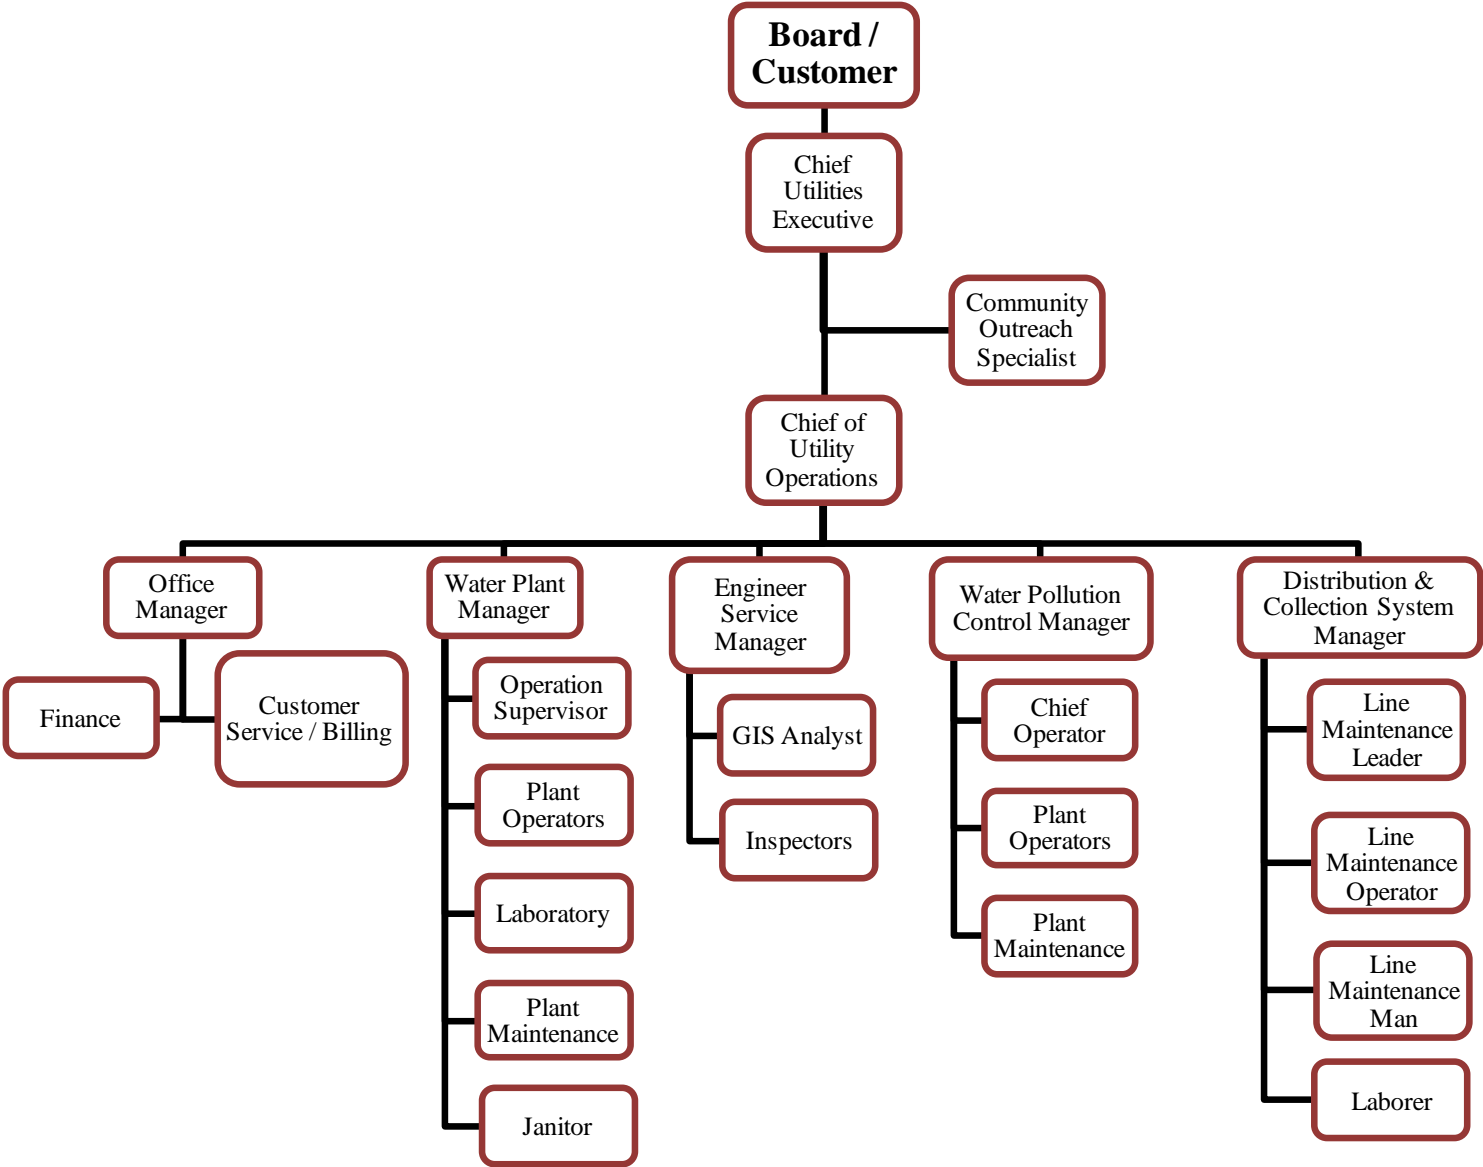 Board /
Customer
Chief
Utilities
Executive
Community
Outreach
Specialist
Chief of
Utility
Operations
Office
Manager
Finance
Customer
Service / Billing
Water Plant
Manager
Operation
Supervisor
Plant
Operators
Laboratory
Plant
Maintenance
Janitor
Engineer
Service
Manager
GIS Analyst
Inspectors
Water Pollution
Control Manager
Chief
Operator
Plant
Operators
Plant
Maintenance
Distribution &
Collection System
Manager
Line
Maintenance
Leader
Line
Maintenance
Operator
Line
Maintenance
Man
Laborer